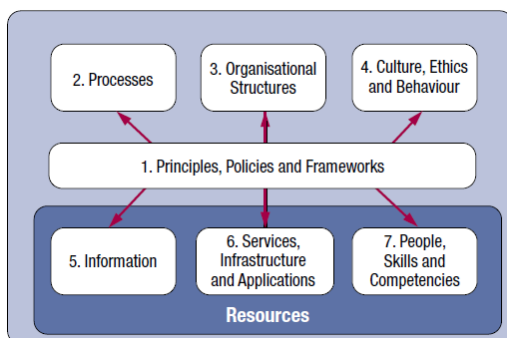 2. Processes
3. Organisational
Structures
4. Culture, Ethics
and Behaviour
1. Principles, Policies and Frameworks
5. Information
6. Services,
Infrastructure
and Applications
7. People,
Skills and
Competencies
Resources